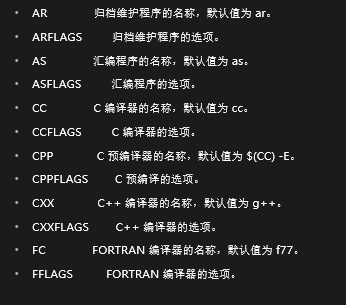 • AR 归档维护程序的名称，默认值为 ar。
• ARFLAGS 归档维护程序的选项。
• AS 汇编程序的名称，默认值为 as。
• ASFLAGS 汇编程序的选项。
• CC C 编译器的名称，默认值为 cc。
• CCFLAGS C 编译器的选项。
• CPP C 预编译器的名称，默认值为 $(CC) -E。
• CPPFLAGS C 预编译的选项。
• CXX C++ 编译器的名称，默认值为 g++。
• CXXFLAGS C++ 编译器的选项。
• FC FORTRAN 编译器的名称，默认值为 f77。
• FFLAGS FORTRAN 编译器的选项。